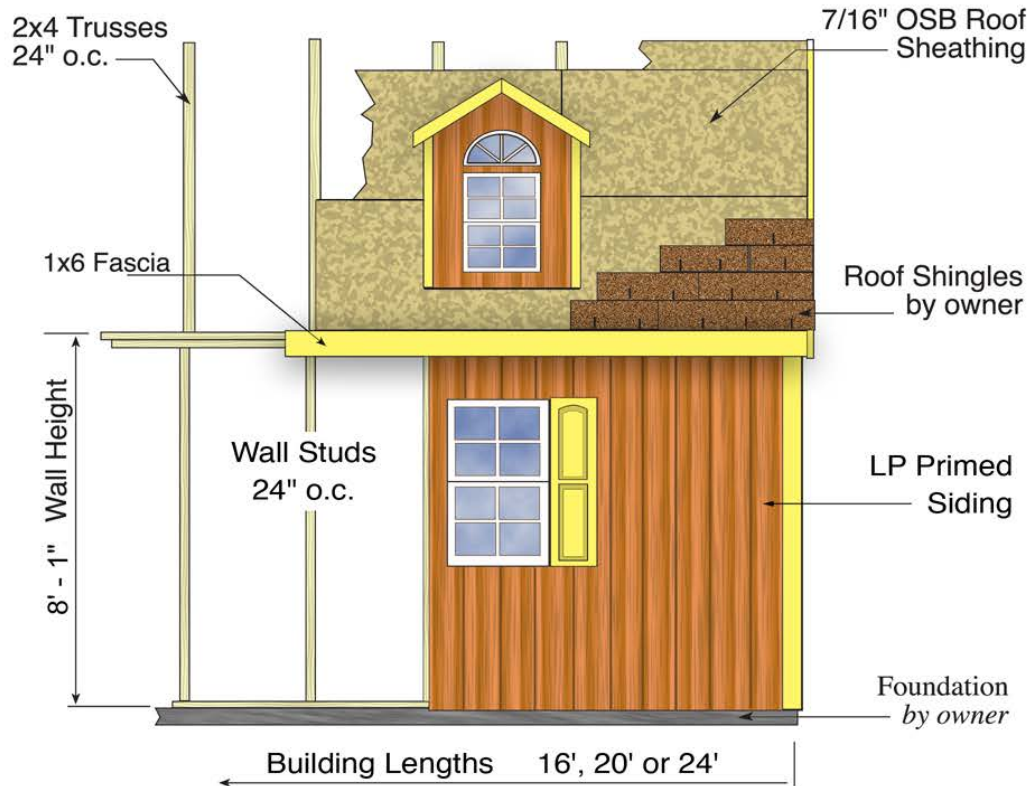 2x4 Trusses
24" o.c.
7/16" OSB Roof
Sheathing
1x6 Fascia
Roof Shingles
by owner
8' - 1" Wall Height
Wall Studs
24" o.c.
LP Primed
Siding
Foundation
by owner
Building Lengths 16', 20' or 24'